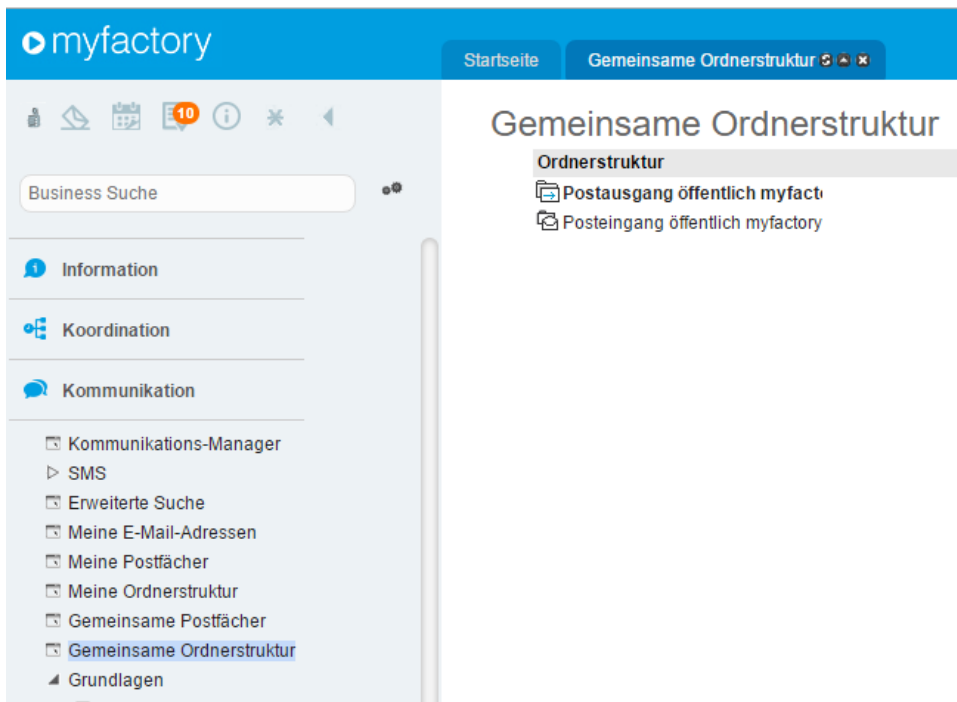 myfactory
Startseite
Gemeinsame Ordnerstruktur
10
Business Suche
Information
Koordination
Kommunikation
Kommunikations-Manager
SMS
Erweiterte Suche
Meine E-Mail-Adressen
Meine Postfächer
Meine Ordnerstruktur
Gemeinsame Postfächer
Gemeinsame Ordnerstruktur
Grundlagen
Gemeinsame Ordnerstruktur
Ordnerstruktur
Postausgang öffentlich myfact
Posteingang öffentlich myfactory